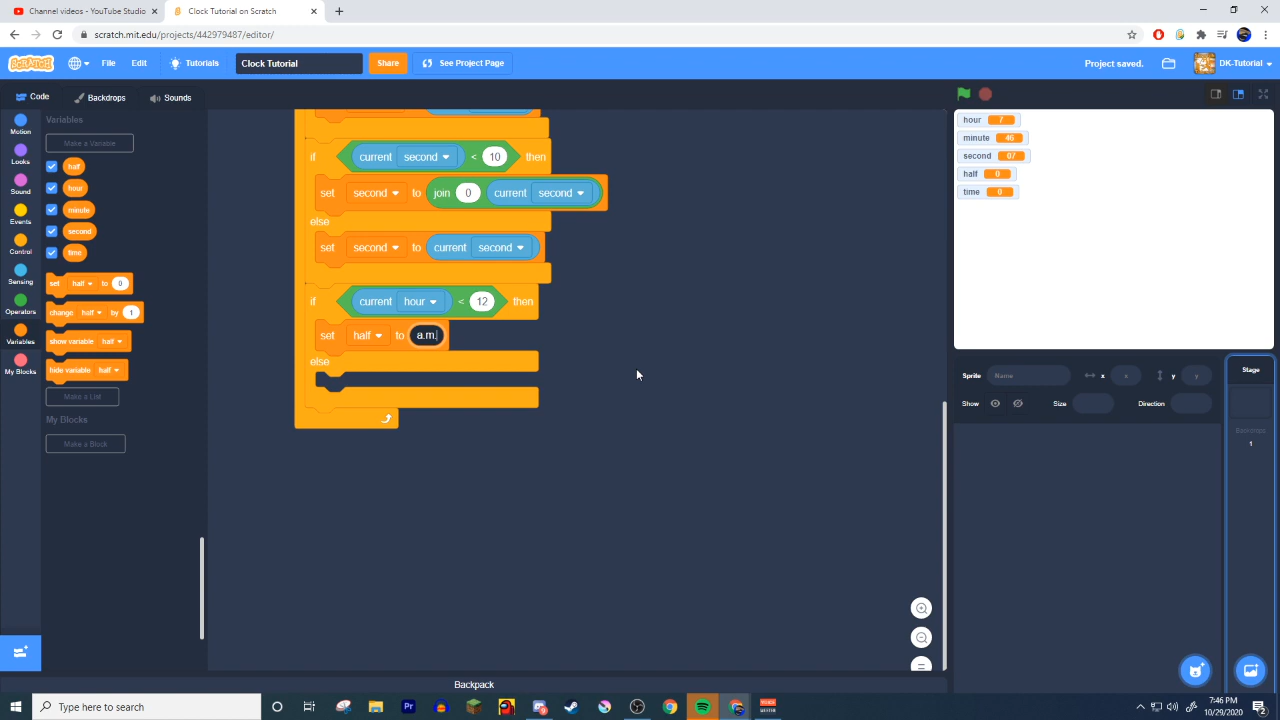 Channel videos - YouTube Studio
Clock Tutorial on Scratch
scratch.mit.edu/projects/442979487/editor/
SCRATCH
File
Edit
Tutorials
Clock Tutorial
Share
See Project Page
Project saved.
DK-Tutorial
Code
Backdrops
Sounds
Motion
Looks
Sound
Events
Control
Sensing
Operators
Variables
My Blocks
Variables
Make a Variable
half
hour
minute
second
time
set half to 0
change half by 1
show variable half
hide variable half
Make a List
My Blocks
Make a Block
if current second < 10 then
set second to join 0 current second
else
set second to current second
if current hour < 12 then
set half to a.m.
else
hour 7
minute 46
second 07
half 0
time 0
Sprite Name x x y y
Show Size Direction
Stage
Backdrops
1
Backpack
Type here to search
Pr
7:46 PM
10/29/2020
2